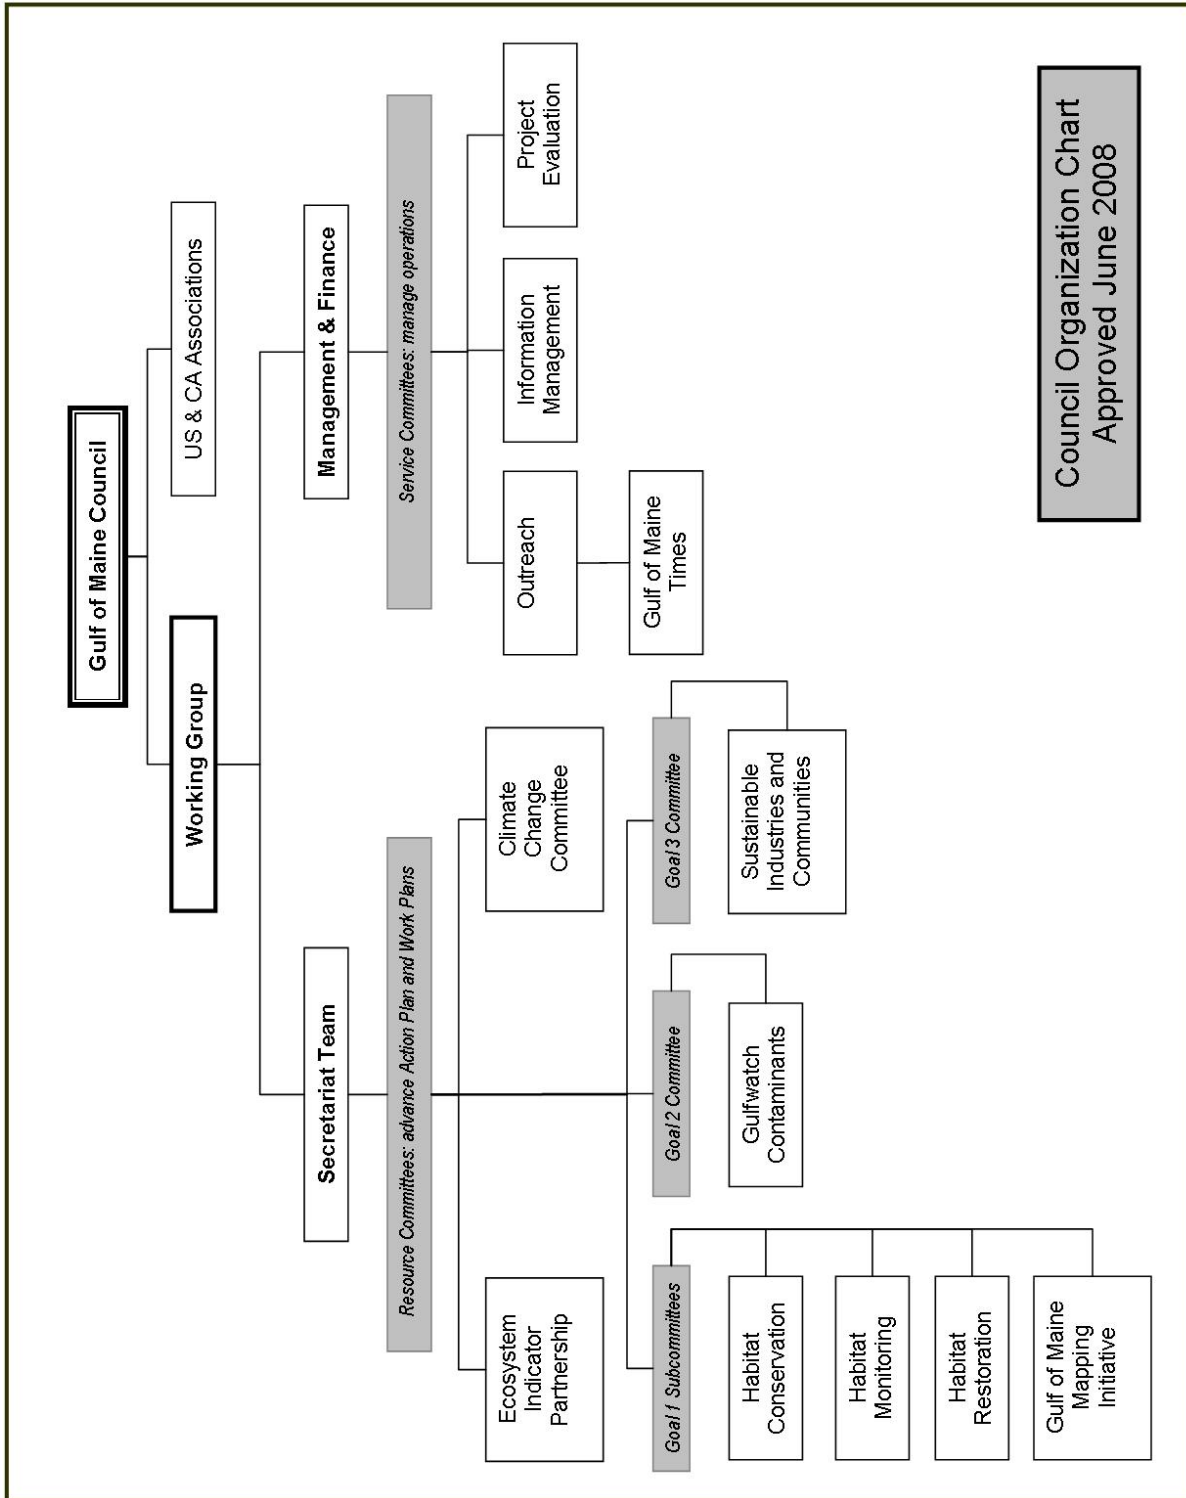 Gulf of Maine Council
Working Group
US & CA Associations
Secretariat Team
Management & Finance
Resource Committees: advance Action Plan and Work Plans
Service Committees: manage operations
Ecosystem
Indicator
Partnership
Climate
Change
Committee
Outreach
Information
Management
Project
Evaluation
Gulf of Maine
Times
Goal 1 Subcommittees
Goal 2 Committee
Goal 3 Committee
Habitat
Conservation
Habitat
Monitoring
Habitat
Restoration
Gulf of Maine
Mapping
Initiative
Gulfwatch
Contaminants
Sustainable
Industries and
Communities
Council Organization Chart
Approved June 2008